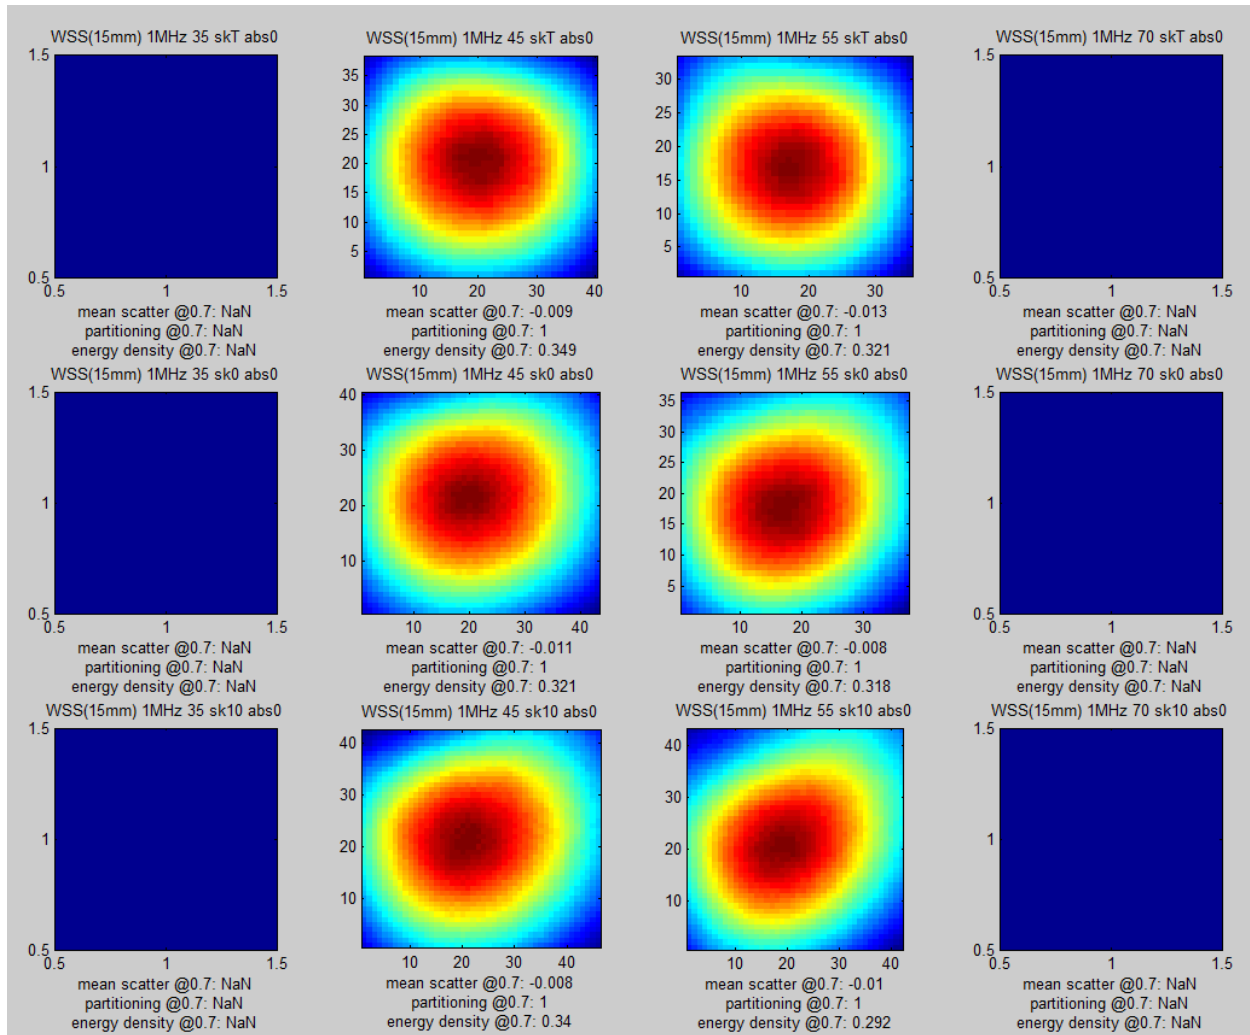 WSS(15mm) 1MHz 35 skT abs0
1.5
1
0.5
0.5 1 1.5
mean scatter @0.7: NaN
partitioning @0.7: NaN
energy density @0.7: NaN
WSS(15mm) 1MHz 45 skT abs0
35
30
25
20
15
10
5
10 20 30 40
mean scatter @0.7: -0.009
partitioning @0.7: 1
energy density @0.7: 0.349
WSS(15mm) 1MHz 55 skT abs0
30
25
20
15
10
5
10 20 30
mean scatter @0.7: -0.013
partitioning @0.7: 1
energy density @0.7: 0.321
WSS(15mm) 1MHz 70 skT abs0
1.5
1
0.5
0.5 1 1.5
mean scatter @0.7: NaN
partitioning @0.7: NaN
energy density @0.7: NaN
WSS(15mm) 1MHz 35 sk0 abs0
1.5
1
0.5
0.5 1 1.5
mean scatter @0.7: NaN
partitioning @0.7: NaN
energy density @0.7: NaN
WSS(15mm) 1MHz 45 sk0 abs0
40
30
20
10
10 20 30 40
mean scatter @0.7: -0.011
partitioning @0.7: 1
energy density @0.7: 0.321
WSS(15mm) 1MHz 55 sk0 abs0
35
30
25
20
15
10
5
10 20 30
mean scatter @0.7: -0.008
partitioning @0.7: 1
energy density @0.7: 0.318
WSS(15mm) 1MHz 70 sk0 abs0
1.5
1
0.5
0.5 1 1.5
mean scatter @0.7: NaN
partitioning @0.7: NaN
energy density @0.7: NaN
WSS(15mm) 1MHz 35 sk10 abs0
1.5
1
0.5
0.5 1 1.5
mean scatter @0.7: NaN
partitioning @0.7: NaN
energy density @0.7: NaN
WSS(15mm) 1MHz 45 sk10 abs0
40
30
20
10
10 20 30 40
mean scatter @0.7: -0.008
partitioning @0.7: 1
energy density @0.7: 0.34
WSS(15mm) 1MHz 55 sk10 abs0
40
30
20
10
10 20 30 40
mean scatter @0.7: -0.01
partitioning @0.7: 1
energy density @0.7: 0.292
WSS(15mm) 1MHz 70 sk10 abs0
1.5
1
0.5
0.5 1 1.5
mean scatter @0.7: NaN
partitioning @0.7: NaN
energy density @0.7: NaN